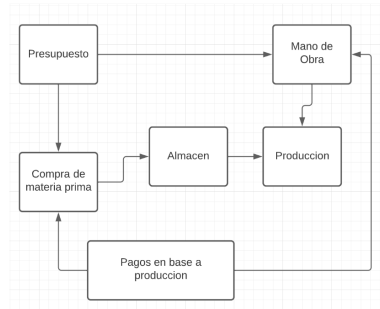 Presupuesto
Mano de
Obra
Compra de
materia prima
Almacen
Produccion
Pagos en base a
produccion